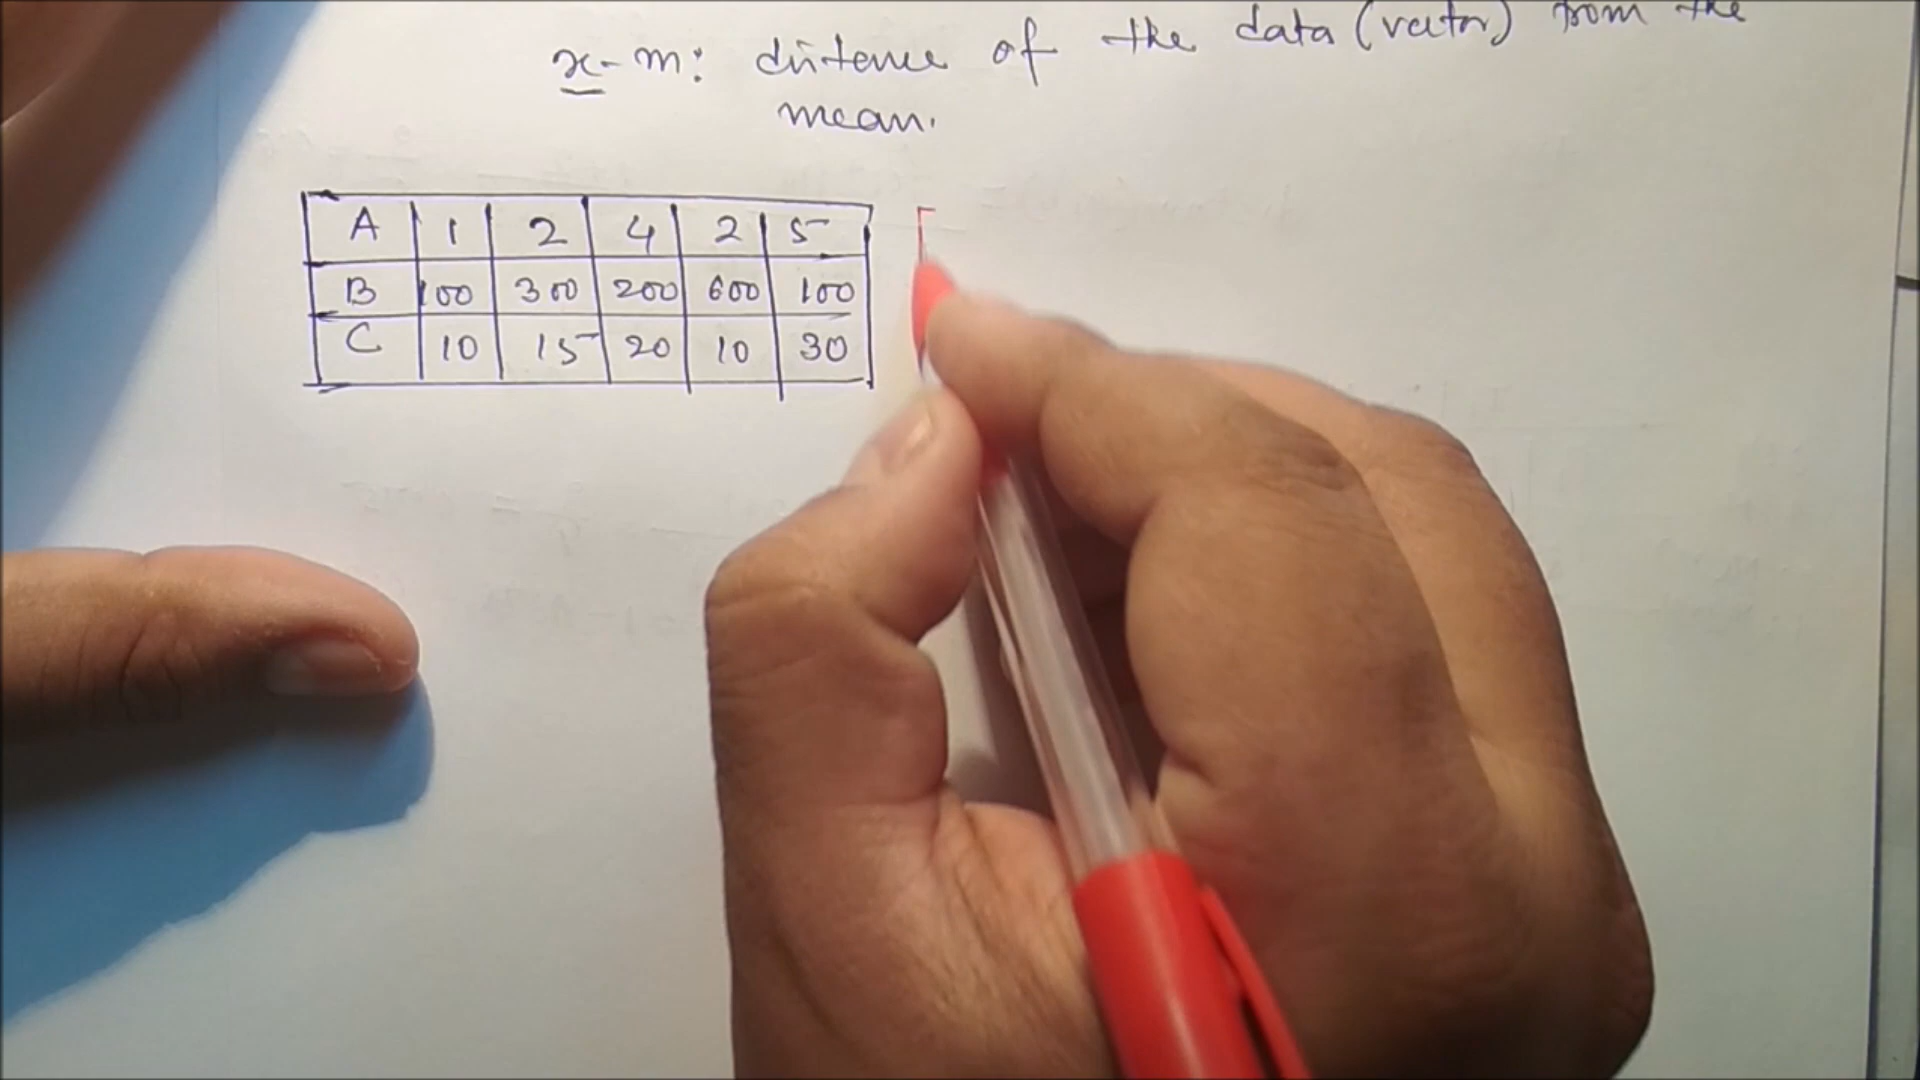 x - m: distance of the data (vector) from the
mean.
A 1 2 4 2 5
B 100 300 200 600 100
C 10 15 20 10 30